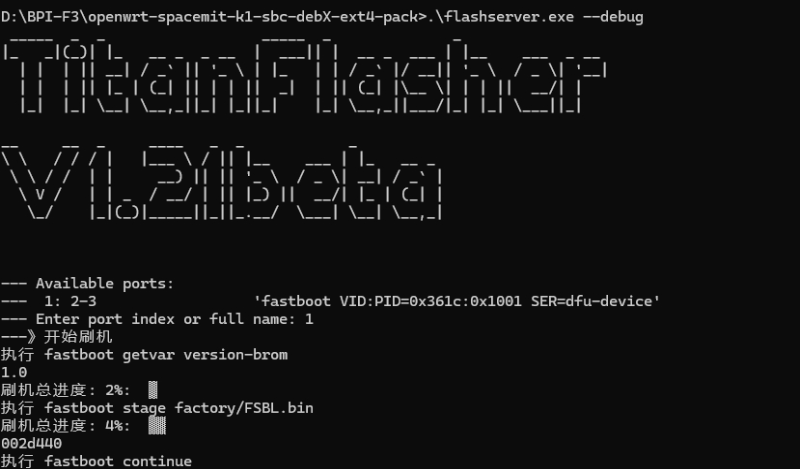 D:\BPI-F3\openwrt-spacemit-k1-sbc-debX-ext4-pack>.\flashserver.exe --debug
TitanFlasher
V1.21beta
--- Available ports:
---  1: 2-3                  'fastboot VID:PID=0x361c:0x1001 SER=dfu-device'
--- Enter port index or full name: 1
---》开始刷机
执行 fastboot getvar version-brom
1.0
刷机总进度: 2%:
执行 fastboot stage factory/FSBL.bin
刷机总进度: 4%:
002d440
执行 fastboot continue